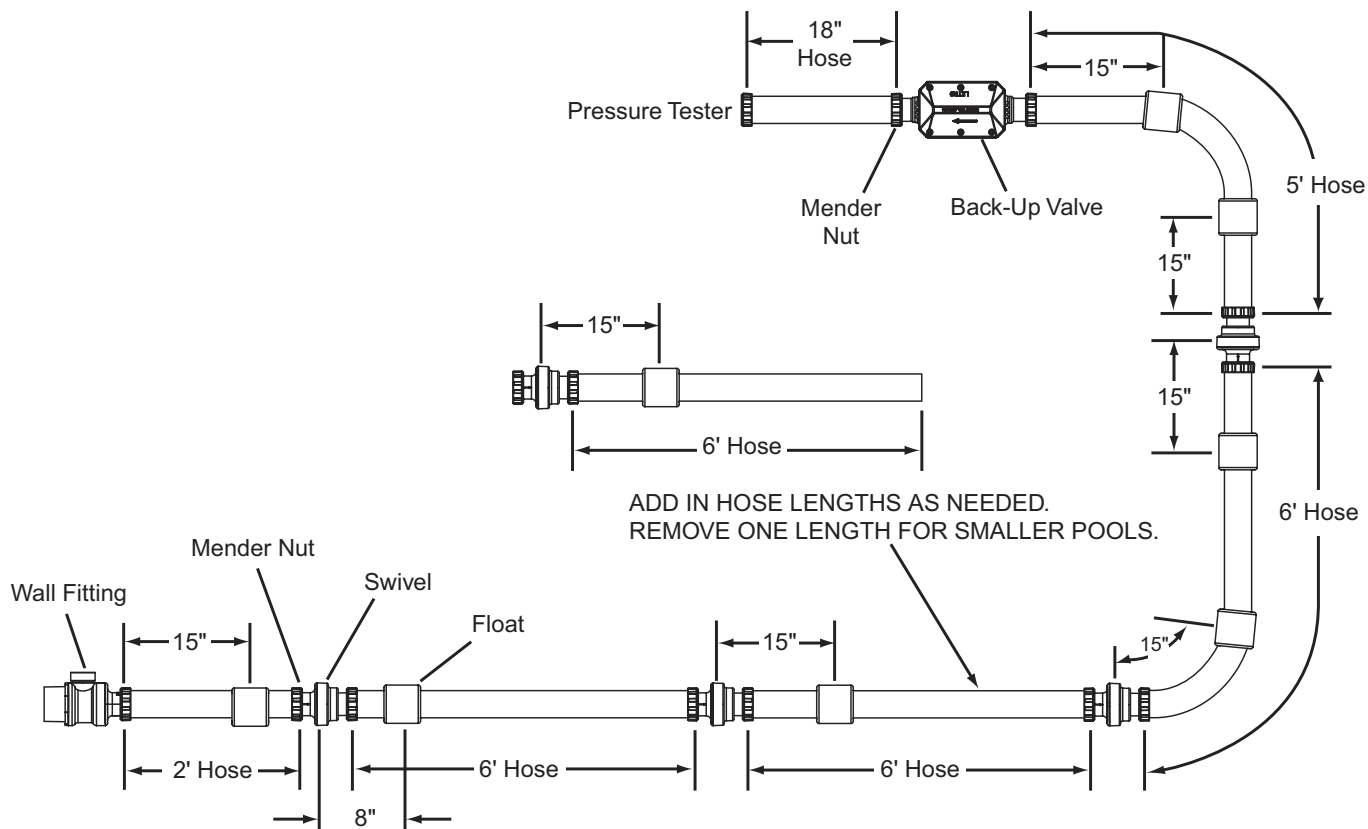 18"
Hose
15"
Pressure Tester
5' Hose
Mender
Nut
Back-Up Valve
15"
15"
15"
6' Hose
ADD IN HOSE LENGTHS AS NEEDED.
REMOVE ONE LENGTH FOR SMALLER POOLS.
6' Hose
Mender Nut
Swivel
Wall Fitting
Float
15"
15"
15"
2' Hose
6' Hose
6' Hose
8"